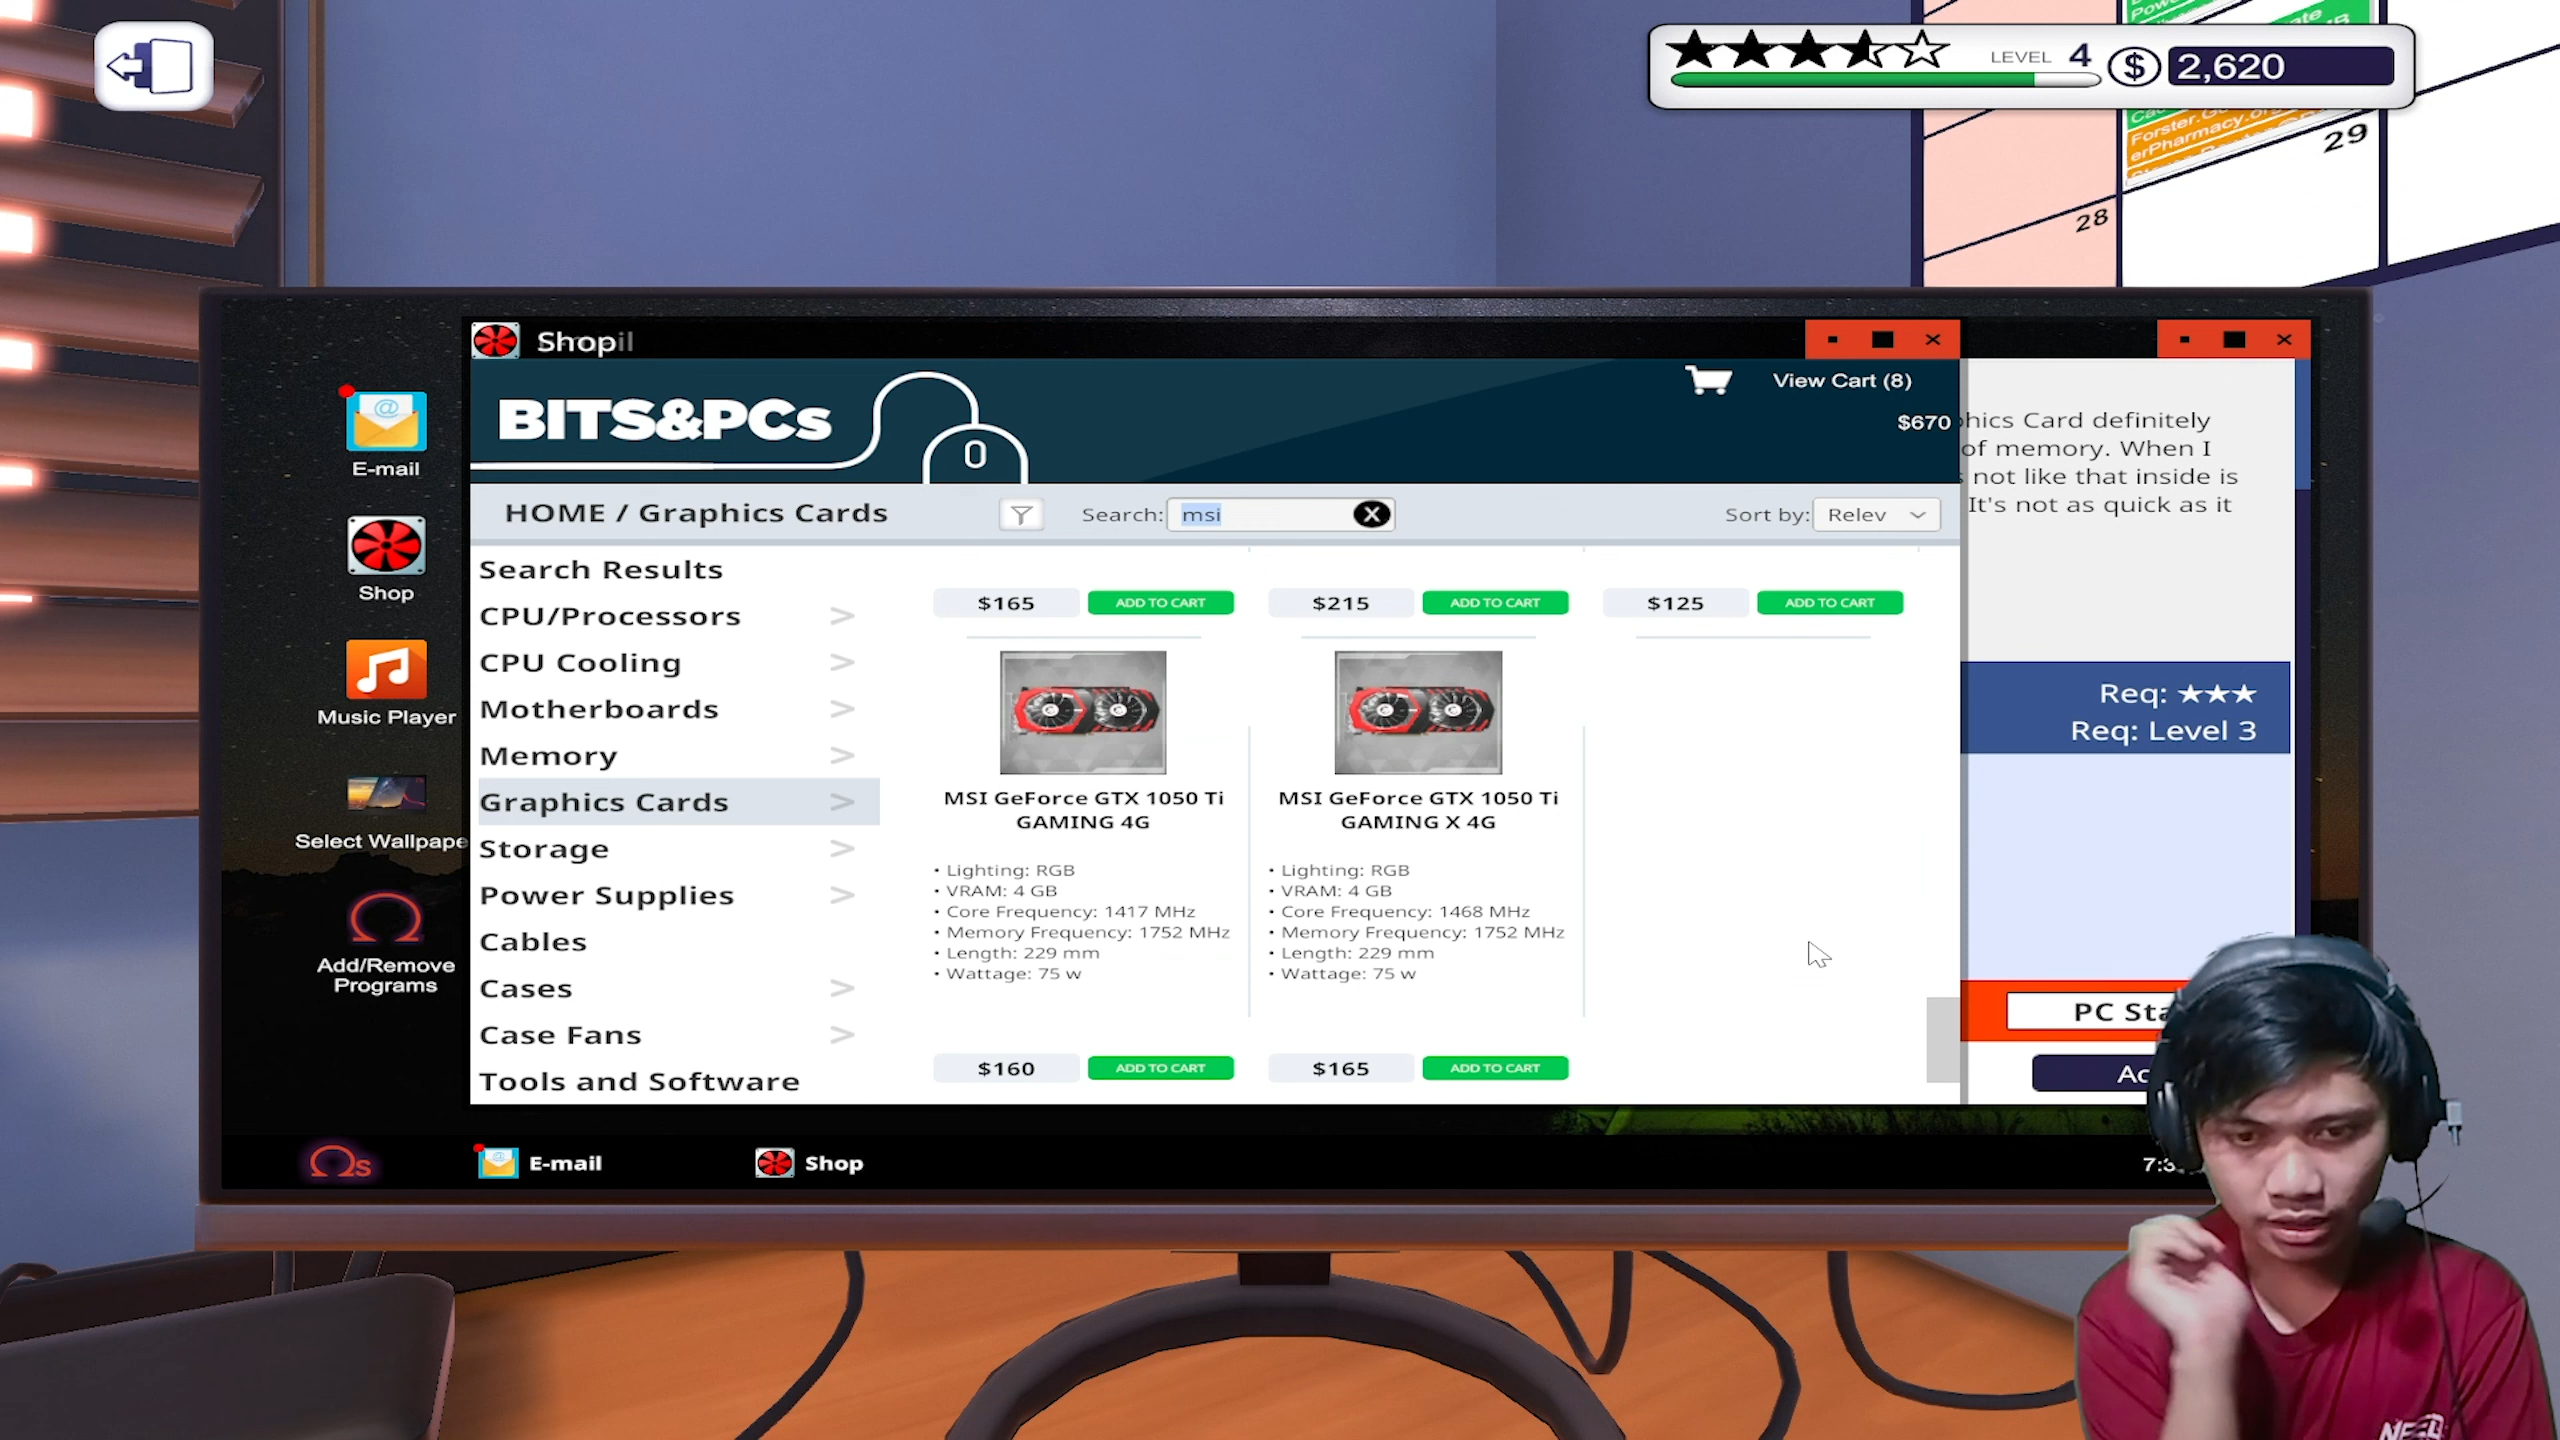 LEVEL 4
$ 2,620
29
28
Shop
BITS&PCs
View Cart (8)
$670
HOME / Graphics Cards
Search: msi
Sort by: Relev
Search Results
CPU/Processors >
CPU Cooling >
Motherboards >
Memory >
Graphics Cards >
Storage >
Power Supplies >
Cables
Cases >
Case Fans >
Tools and Software
$165
ADD TO CART
$215
ADD TO CART
$125
ADD TO CART
MSI GeForce GTX 1050 Ti
GAMING 4G
• Lighting: RGB
• VRAM: 4 GB
• Core Frequency: 1417 MHz
• Memory Frequency: 1752 MHz
• Length: 229 mm
• Wattage: 75 w
$160
ADD TO CART
MSI GeForce GTX 1050 Ti
GAMING X 4G
• Lighting: RGB
• VRAM: 4 GB
• Core Frequency: 1468 MHz
• Memory Frequency: 1752 MHz
• Length: 229 mm
• Wattage: 75 w
$165
ADD TO CART
hics Card definitely
of memory. When I
not like that inside is
It's not as quick as it
Req: ★★★
Req: Level 3
PC Sta
E-mail
Shop
Music Player
Select Wallpape
Add/Remove
Programs
Ωs
E-mail
Shop